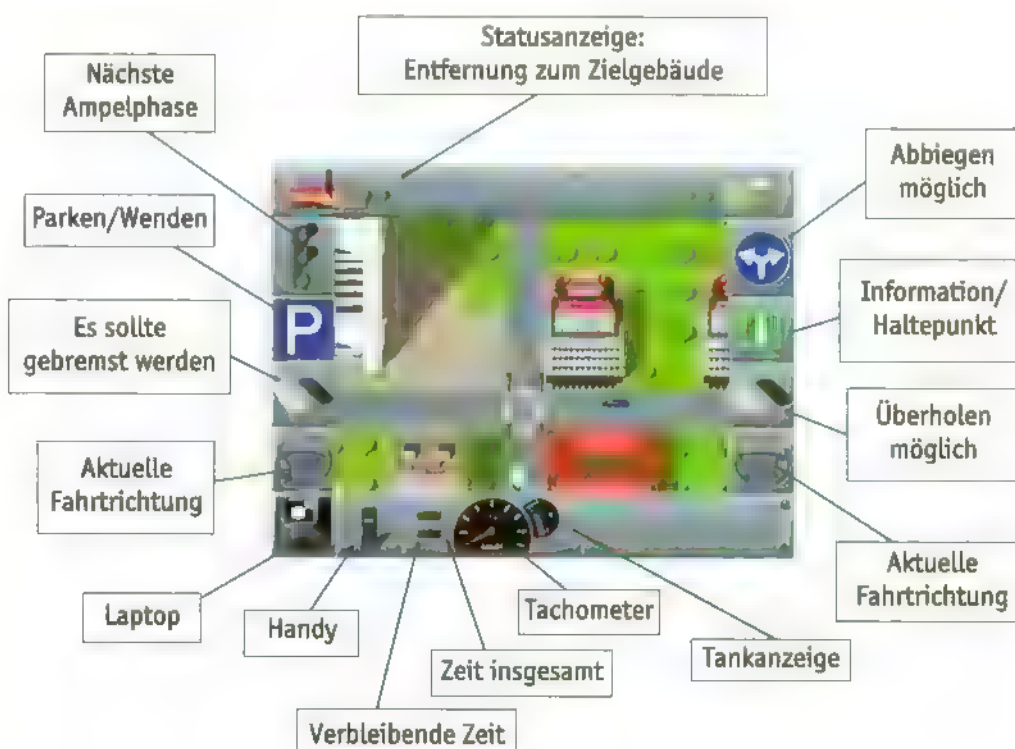 Statusanzeige:
Entfernung zum Zielgebäude
Nächste
Ampelphase
Abbiegen
möglich
Parken/Wenden
P
Information/
Haltepunkt
Es sollte
gebremst werden
Überholen
möglich
Aktuelle
Fahrtrichtung
Aktuelle
Fahrtrichtung
Laptop
Handy
Tachometer
Tankanzeige
Zeit insgesamt
Verbleibende Zeit